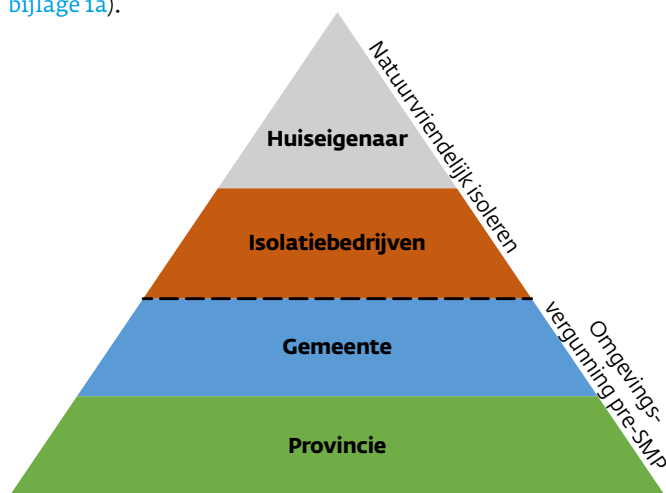 bijlage 1a).
Huiseigenaar
Natuurvriendelijk isoleren
Isolatiebedrijven
Gemeente
Omgevings-
vergunning pre-SMP
Provincie